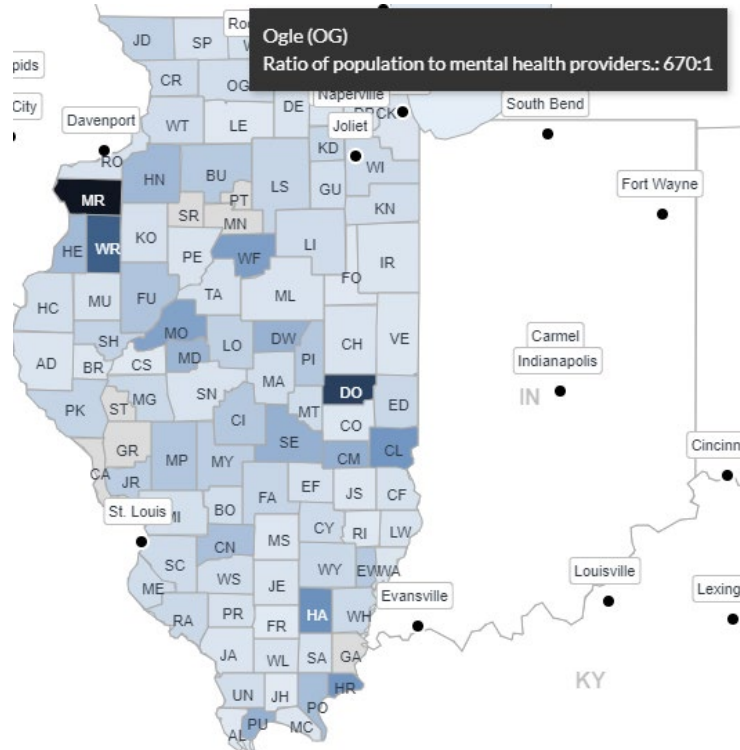 Ogle (OG)
Ratio of population to mental health providers.: 670:1
JD SP
CR OG
DE
Naperville
CK
South Bend
pids
City
Davenport
WT LE
Joliet
RO
KD
WI
HN BU
LS
GU
Fort Wayne
MR
PT
SR
MN
KN
HE WR KO
PE WF
LI
FO IR
HC MU FU TA ML
MO
SH
LO DW
PI
CH VE
Carmel
Indianapolis
AD BR CS MD
SN MA
DO
IN
PK ST MG
CI MT
ED
CO
GR MP MY
SE
CM CL
Cincinn
CA JR
EF
JS CF
FA
St. Louis
BO
CY RI LW
CN MS
SC
WY
EW WA
Louisville
ME WS JE
Evansville
Lexing
RA PR FR HA WH
JA WL SA GA
KY
UN JH HR
PO
AL PU MC